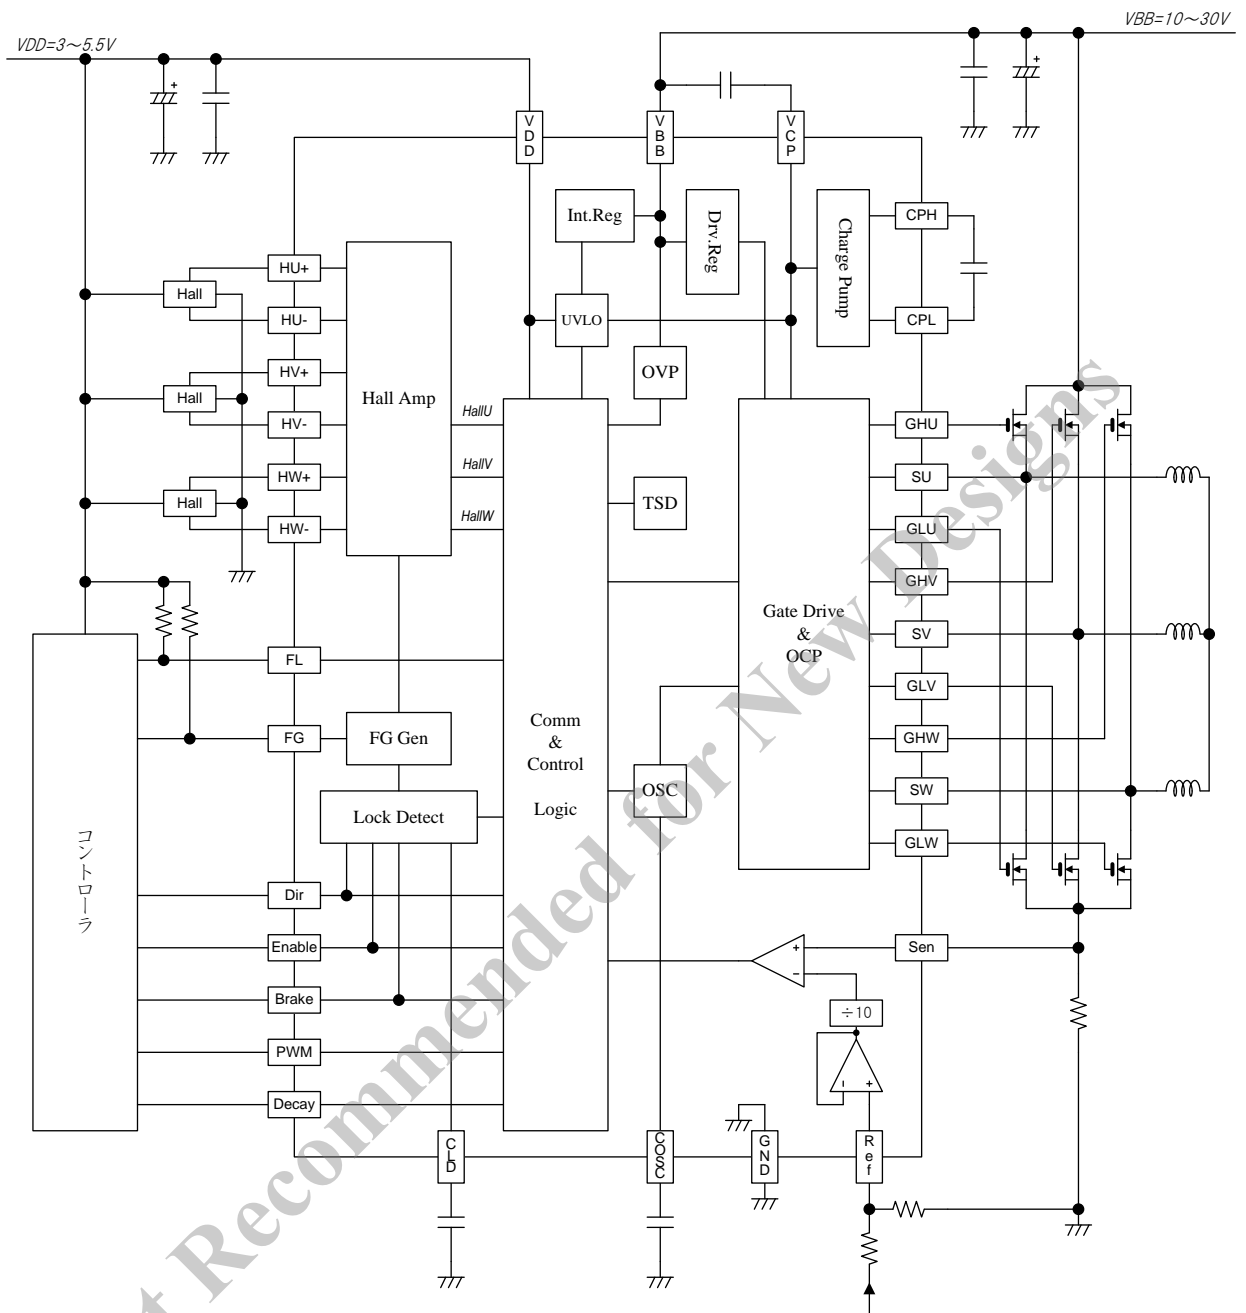 VBB=10～30V
VDD=3～5.5V
VDD
VBB
VCP
Int.Reg
Drv.Reg
Charge Pump
CPH
CPL
UVLO
OVP
TSD
HU+
HU-
HV+
HV-
HW+
HW-
Hall
Hall
Hall
Hall Amp
HallU
HallV
HallW
GHU
SU
GLU
GHV
SV
GLV
GHW
SW
GLW
Gate Drive
&
OCP
FL
FG
FG Gen
Lock Detect
Comm
&
Control
Logic
OSC
コントローラ
Dir
Enable
Brake
PWM
Decay
Sen
+
-
÷10
-
+
+
+
CLD
COSC
GND
Ref
Recommended for New Designs